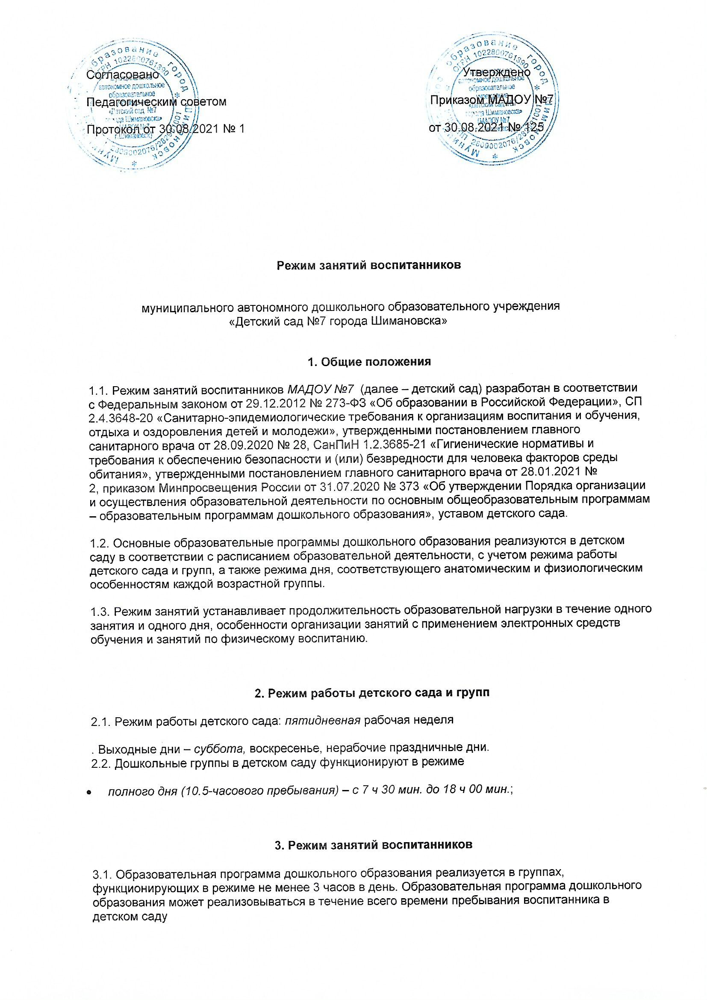 Согласовано
Утверждено
Педагогическим советом
Приказом МАДОУ №7
Протокол от 30.08.2021 № 1
от 30.08.2021 № 125
Режим занятий воспитанников
муниципального автономного дошкольного образовательного учреждения
«Детский сад №7 города Шимановска»
1. Общие положения
1.1. Режим занятий воспитанников МАДОУ №7 (далее – детский сад) разработан в соответствии
с Федеральным законом от 29.12.2012 № 273-ФЗ «Об образовании в Российской Федерации», СП
2.4.3648-20 «Санитарно-эпидемиологические требования к организациям воспитания и обучения,
отдыха и оздоровления детей и молодежи», утвержденными постановлением главного
санитарного врача от 28.09.2020 № 28, СанПиН 1.2.3685-21 «Гигиенические нормативы и
требования к обеспечению безопасности и (или) безвредности для человека факторов среды
обитания», утвержденными постановлением главного санитарного врача от 28.01.2021 №
2, приказом Минпросвещения России от 31.07.2020 № 373 «Об утверждении Порядка организации
и осуществления образовательной деятельности по основным общеобразовательным программам
– образовательным программам дошкольного образования», уставом детского сада.
1.2. Основные образовательные программы дошкольного образования реализуются в детском
саду в соответствии с расписанием образовательной деятельности, с учетом режима работы
детского сада и групп, а также режима дня, соответствующего анатомическим и физиологическим
особенностям каждой возрастной группы.
1.3. Режим занятий устанавливает продолжительность образовательной нагрузки в течение одного
занятия и одного дня, особенности организации занятий с применением электронных средств
обучения и занятий по физическому воспитанию.
2. Режим работы детского сада и групп
2.1. Режим работы детского сада: пятидневная рабочая неделя
. Выходные дни – суббота, воскресенье, нерабочие праздничные дни.
2.2. Дошкольные группы в детском саду функционируют в режиме
• полного дня (10.5-часового пребывания) – с 7 ч 30 мин. до 18 ч 00 мин.;
3. Режим занятий воспитанников
3.1. Образовательная программа дошкольного образования реализуется в группах,
функционирующих в режиме не менее 3 часов в день. Образовательная программа дошкольного
образования может реализовываться в течение всего времени пребывания воспитанника в
детском саду